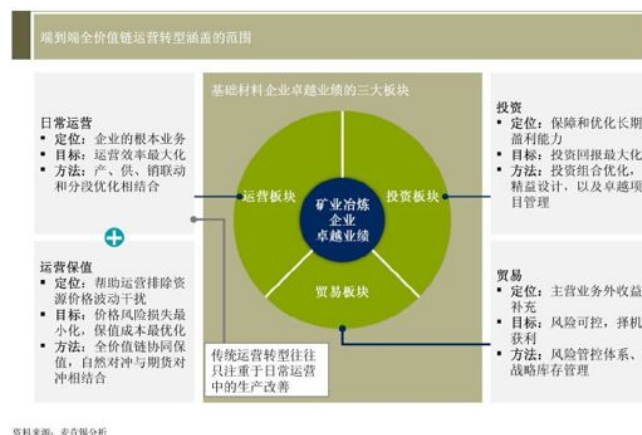 端到端全价值链运营转型涵盖的范围
日常运营
▪ 定位：企业的根本业务
▪ 目标：运营效率最大化
▪ 方法：产、供、销联动
和分段优化相结合
运营保值
▪ 定位：帮助运营排除资
源价格波动干扰
▪ 目标：价格风险损失最
小化，保值成本最优化
▪ 方法：全价值链协同保
值，自然对冲与期货对
冲相结合
基础材料企业卓越业绩的三大板块
运营板块
投资板块
矿业冶炼
企业
卓越业绩
贸易板块
传统运营转型往往
只注重于日常运营
中的生产改善
投资
▪ 定位：保障和优化长期
盈利能力
▪ 目标：投资回报最大化
▪ 方法：投资组合优化，
精益设计，以及卓越项
目管理
贸易
▪ 定位：主营业务外收益
补充
▪ 目标：风险可控，择机
获利
▪ 方法：风险管控体系、
战略库存管理
资料来源：麦肯锡分析